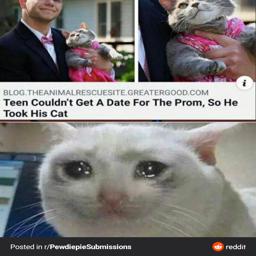 BLOG.THEANIMALRESCUESITE.GREATERGOOD.COM
Teen Couldn't Get A Date For The Prom, So He
Took His Cat
Posted in r/PewdiepieSubmissions
reddit